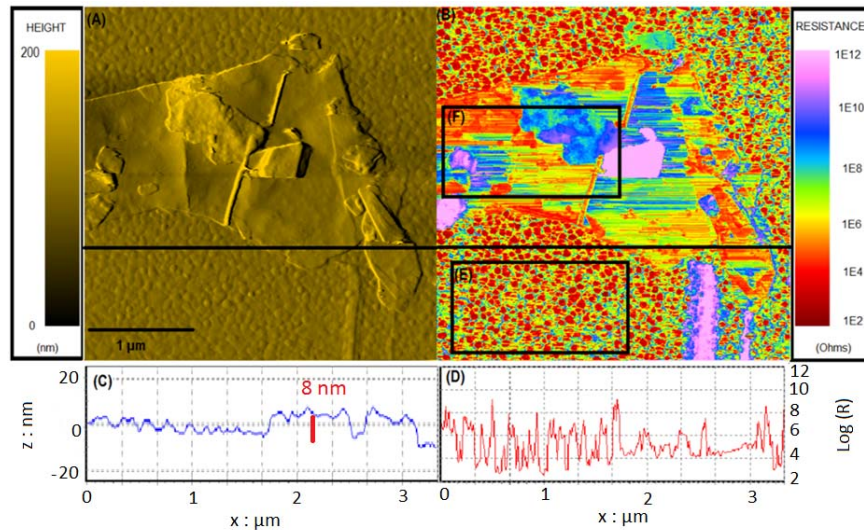 HEIGHT
200
0
(nm)
(A)
1 µm
(B)
(F)
(E)
RESISTANCE
1E12
1E10
1E8
1E6
1E4
1E2
(Ohms)
(C)
8 nm
20
0
-20
z : nm
0 1 2 3
x : µm
(D)
12
10
8
6
4
2
Log (R)
0 1 2 3
x : µm